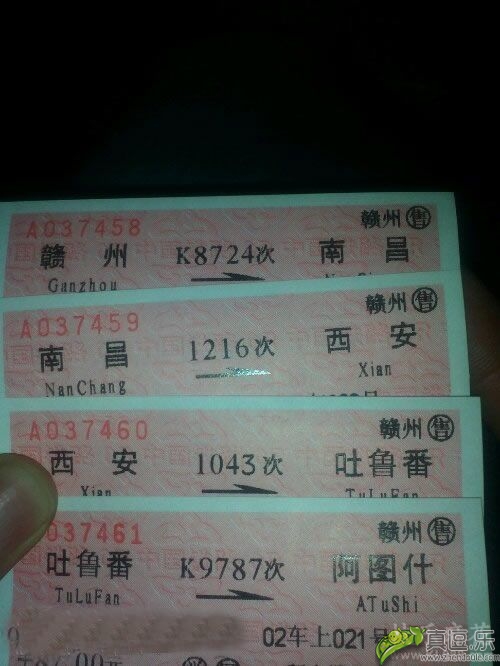 A037458 赣州 售
赣州 K8724次 南昌
Ganzhou
A037459 赣州 售
南昌 1216次 西安
NanChang Xian
A037460 赣州 售
西安 1043次 吐鲁番
Xian TuLuFan
037461 赣州 售
吐鲁番 K9787次 阿图什
TuLuFan ATuShi
02车上021号